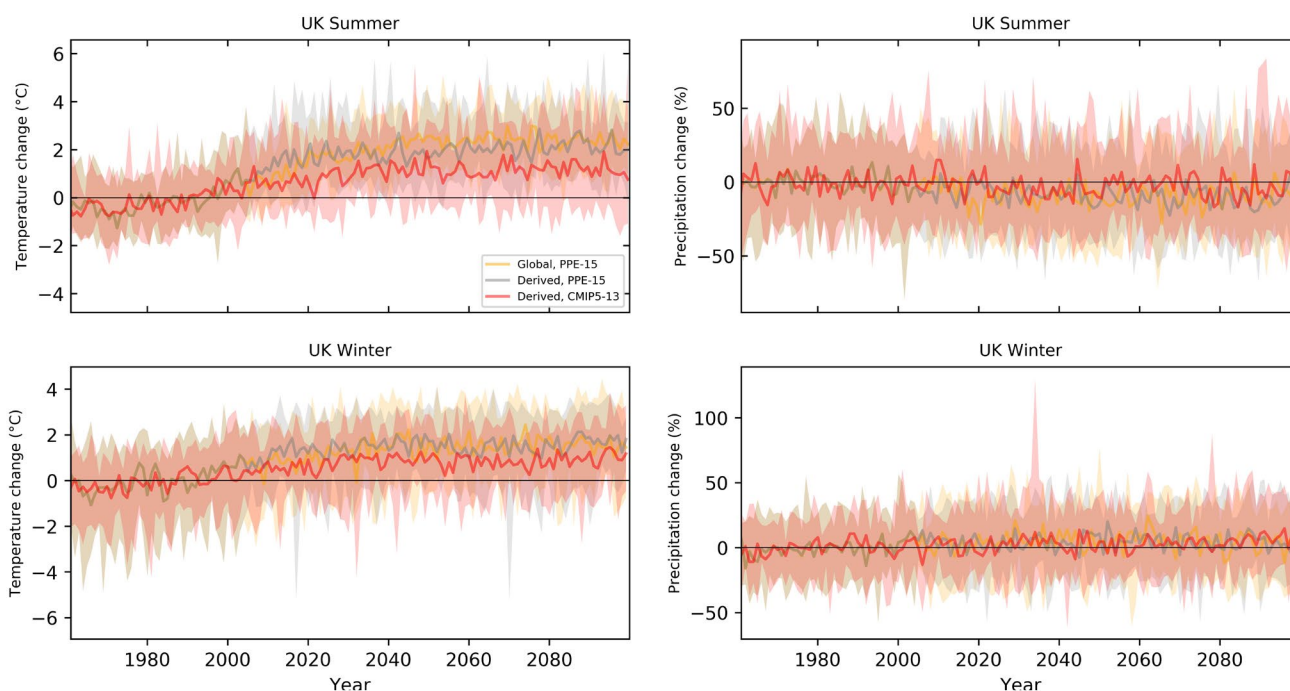 UK Summer
Temperature change (°C)
6
4
2
0
−2
−4
Global, PPE-15
Derived, PPE-15
Derived, CMIP5-13
UK Summer
Precipitation change (%)
50
0
−50
UK Winter
Temperature change (°C)
4
2
0
−2
−4
−6
1980 2000 2020 2040 2060 2080
Year
UK Winter
Precipitation change (%)
100
50
0
−50
1980 2000 2020 2040 2060 2080
Year